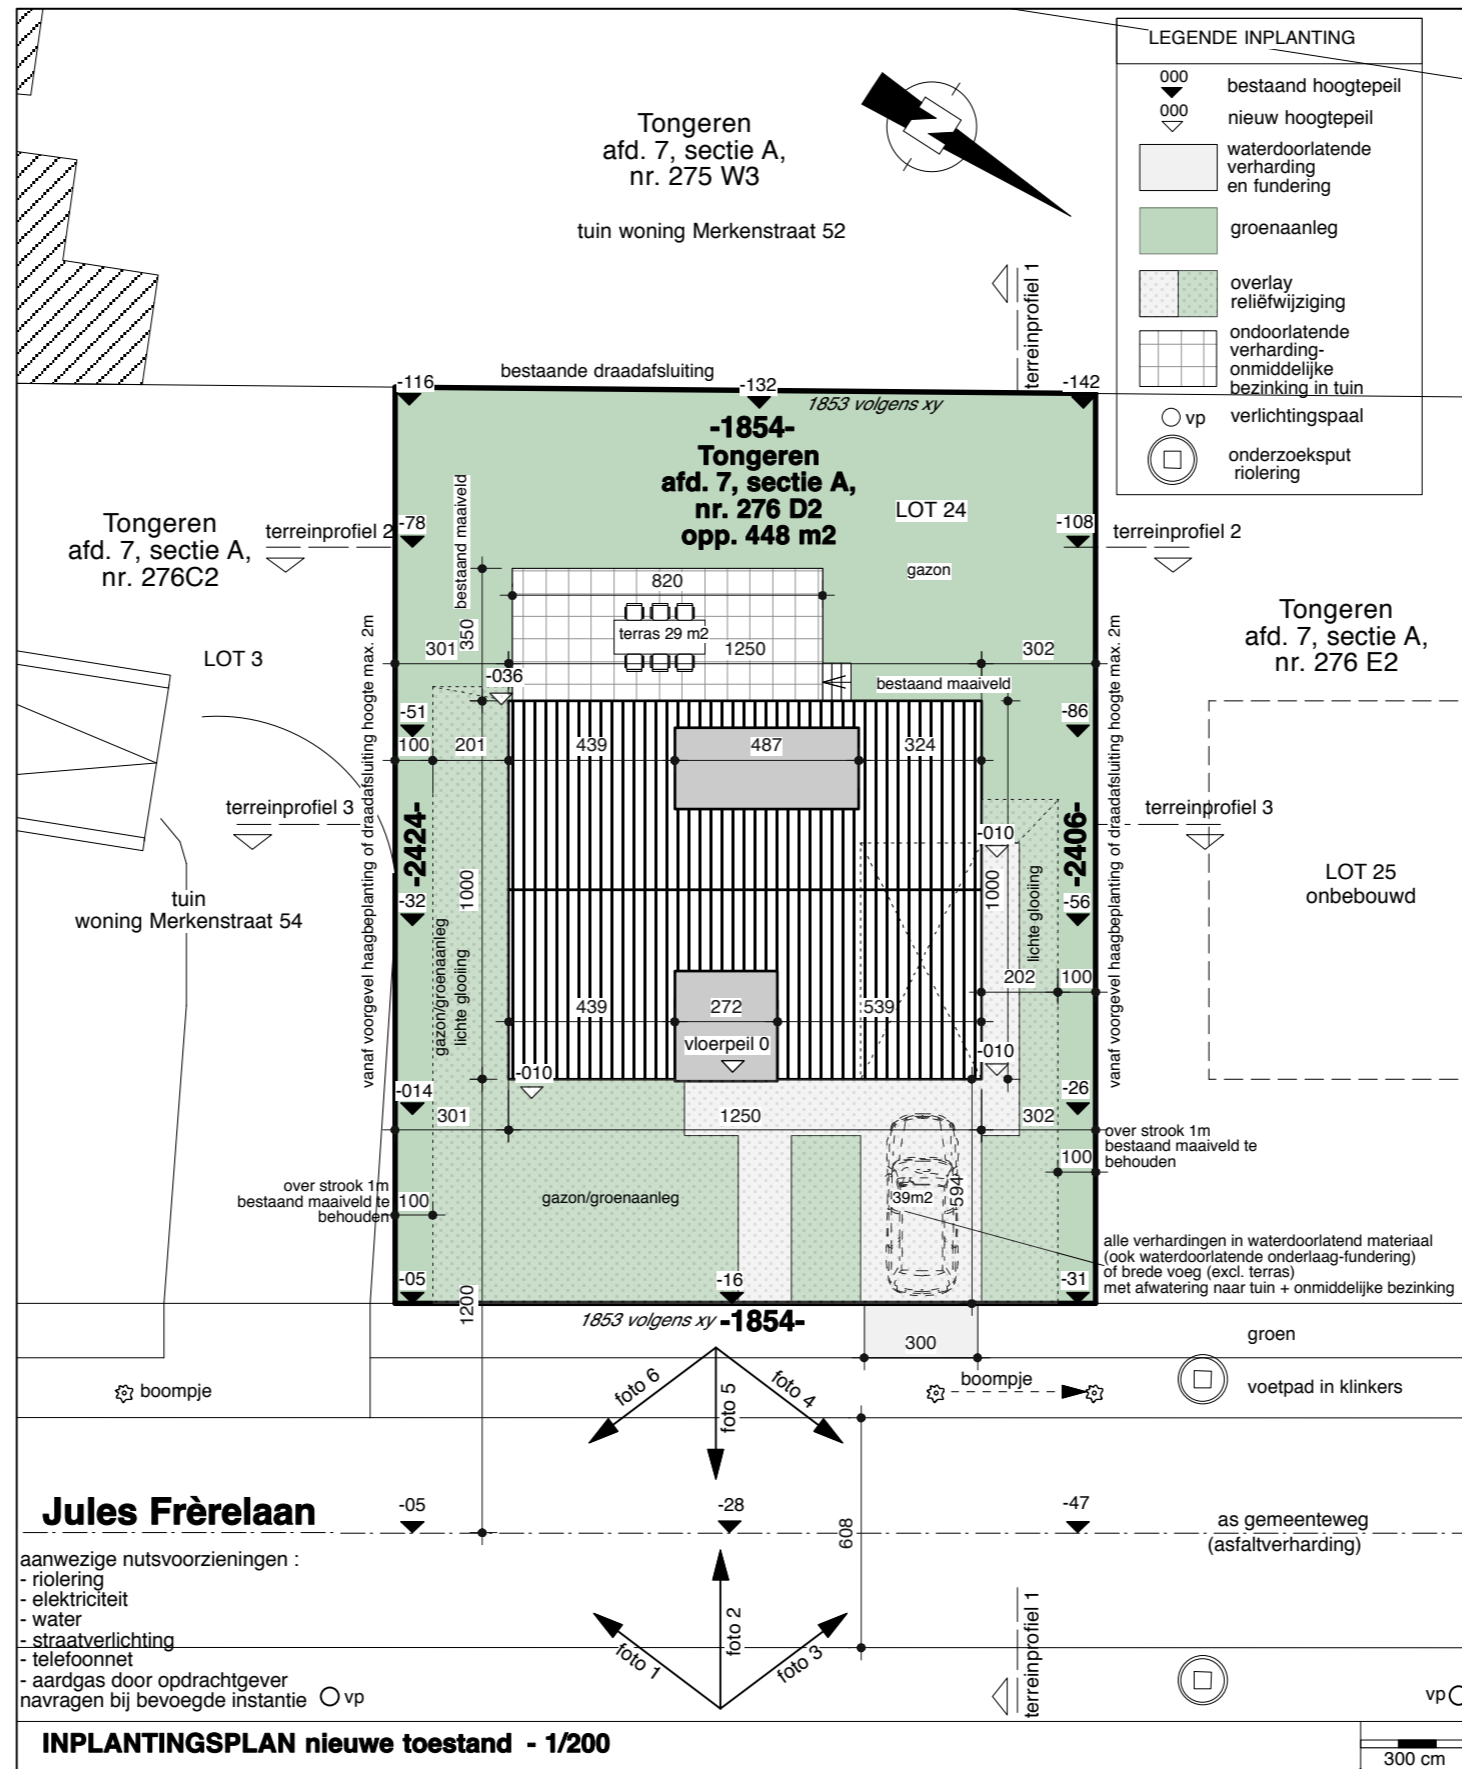 LEGENDE INPLANTING
000
bestaand hoogtepeil
000
nieuw hoogtepeil
waterdoorlatende
verharding
en fundering
groenaanleg
overlay
reliëfwijziging
ondoorlatende
verharding-
onmiddelijke
bezinking in tuin
vp verlichtingspaal
onderzoeksput
riolering
N
Tongeren
afd. 7, sectie A,
nr. 275 W3
tuin woning Merkenstraat 52
terreinprofiel 1
bestaande draadafsluiting
-116
-132
-142
1853 volgens xy
-1854-
Tongeren
afd. 7, sectie A,
nr. 276 D2
opp. 448 m2
LOT 24
gazon
Tongeren
afd. 7, sectie A,
nr. 276C2
LOT 3
terreinprofiel 2
-78
bestaand maaiveld
-108
terreinprofiel 2
Tongeren
afd. 7, sectie A,
nr. 276 E2
820
350
terras 29 m2
301
1250
302
-036
bestaand maaiveld
vanaf voorgevel haagbeplanting of draadafsluiting hoogte max. 2m
vanaf voorgevel haagbeplanting of draadafsluiting hoogte max. 2m
-51
-86
100
201
439
487
324
terreinprofiel 3
terreinprofiel 3
-2424-
-2406-
-010
tuin
woning Merkenstraat 54
LOT 25
onbebouwd
-32
1000
1000
-56
gazon/groenaanleg
lichte glooiing
lichte glooiing
202
100
439
272
539
vloerpeil 0
-010
-010
-014
-26
301
1250
302
over strook 1m
bestaand maaiveld te
behouden
100
over strook 1m
bestaand maaiveld te
behouden
100
gazon/groenaanleg
39m2
594
alle verhardingen in waterdoorlatend materiaal
(ook waterdoorlatende onderlaag-fundering)
of brede voeg (excl. terras)
met afwatering naar tuin + onmiddelijke bezinking
-05
-16
-31
1200
1853 volgens xy
-1854-
300
groen
boompje
boompje
voetpad in klinkers
foto 6
foto 5
foto 4
Jules Frèrelaan
-05
-28
-47
608
as gemeenteweg
(asfaltverharding)
aanwezige nutsvoorzieningen :
- riolering
- elektriciteit
- water
- straatverlichting
- telefoonnet
- aardgas door opdrachtgever
navragen bij bevoegde instantie
vp
foto 1
foto 2
foto 3
terreinprofiel 1
vp
INPLANTINGSPLAN nieuwe toestand - 1/200
300 cm